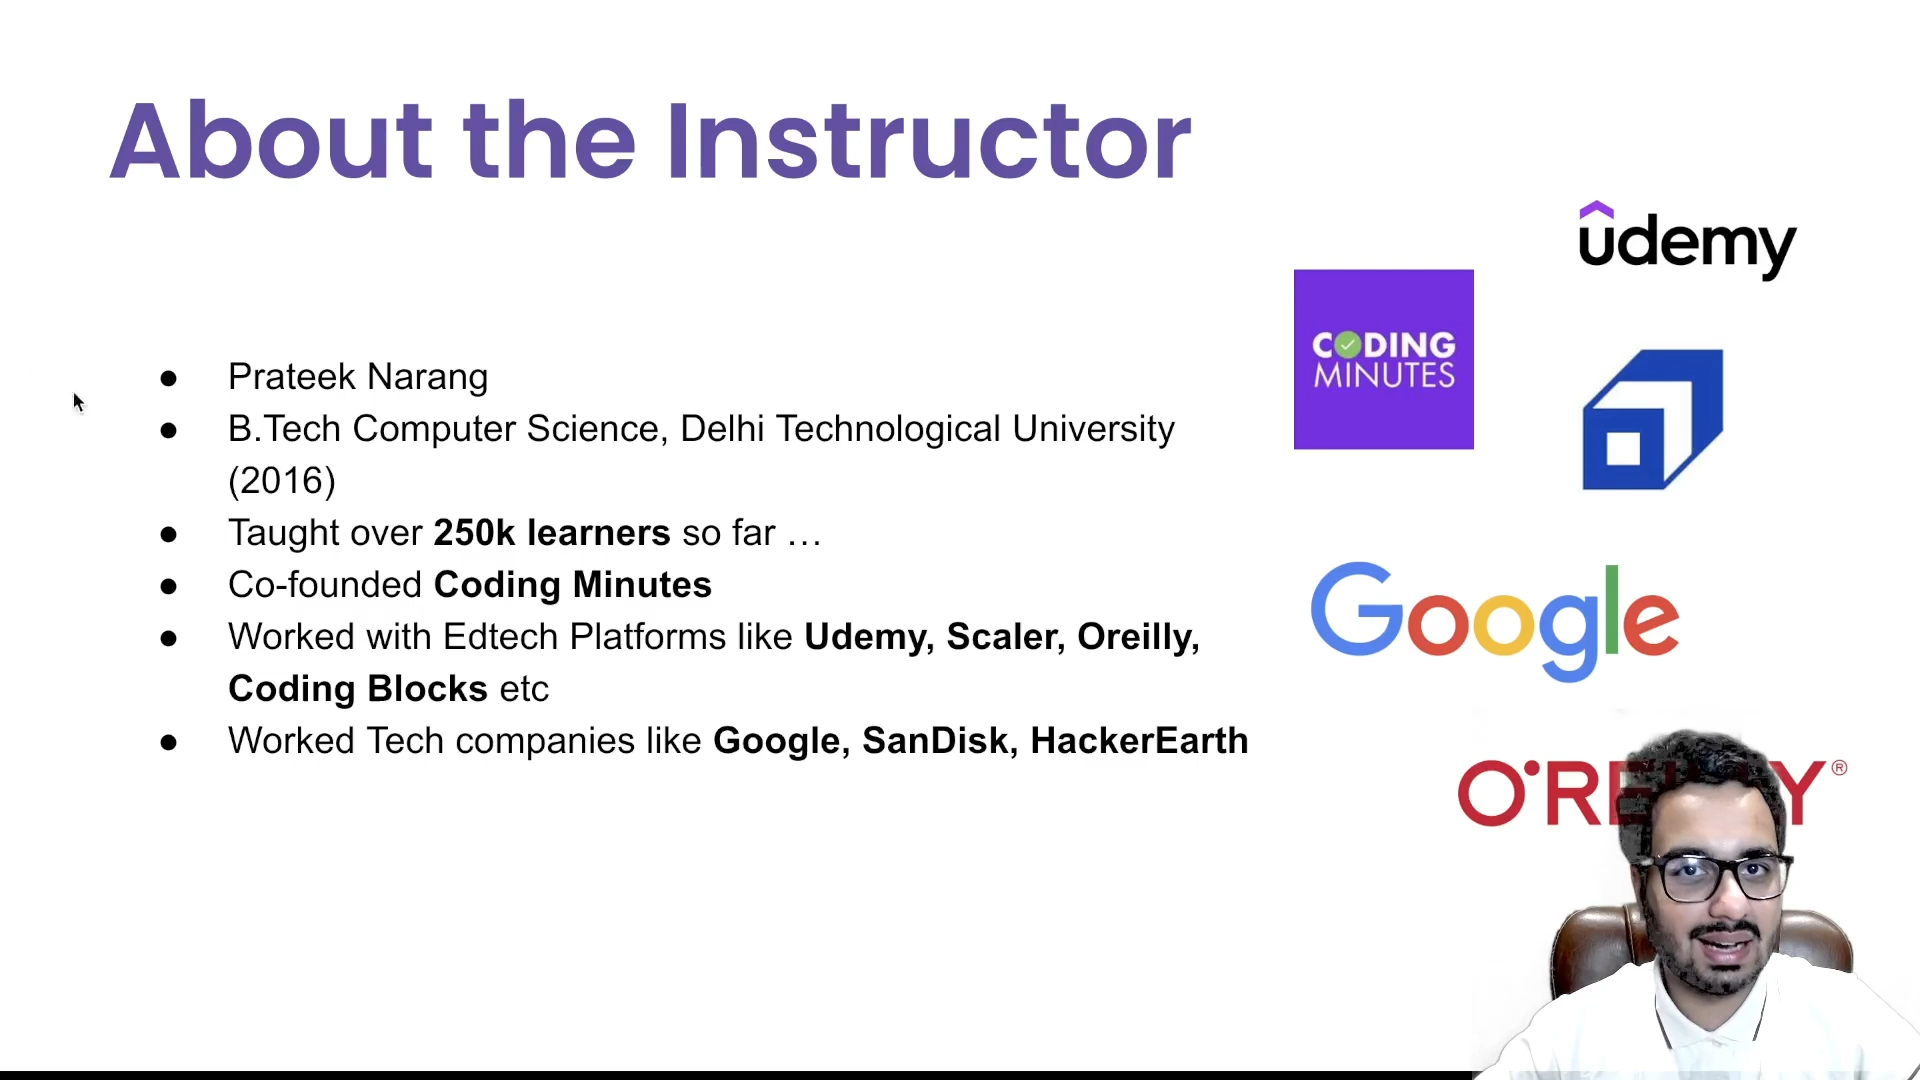 About the Instructor
udemy
CODING
MINUTES
● Prateek Narang
● B.Tech Computer Science, Delhi Technological University
(2016)
● Taught over 250k learners so far …
● Co-founded Coding Minutes
● Worked with Edtech Platforms like Udemy, Scaler, Oreilly,
Coding Blocks etc
● Worked Tech companies like Google, SanDisk, HackerEarth
Google